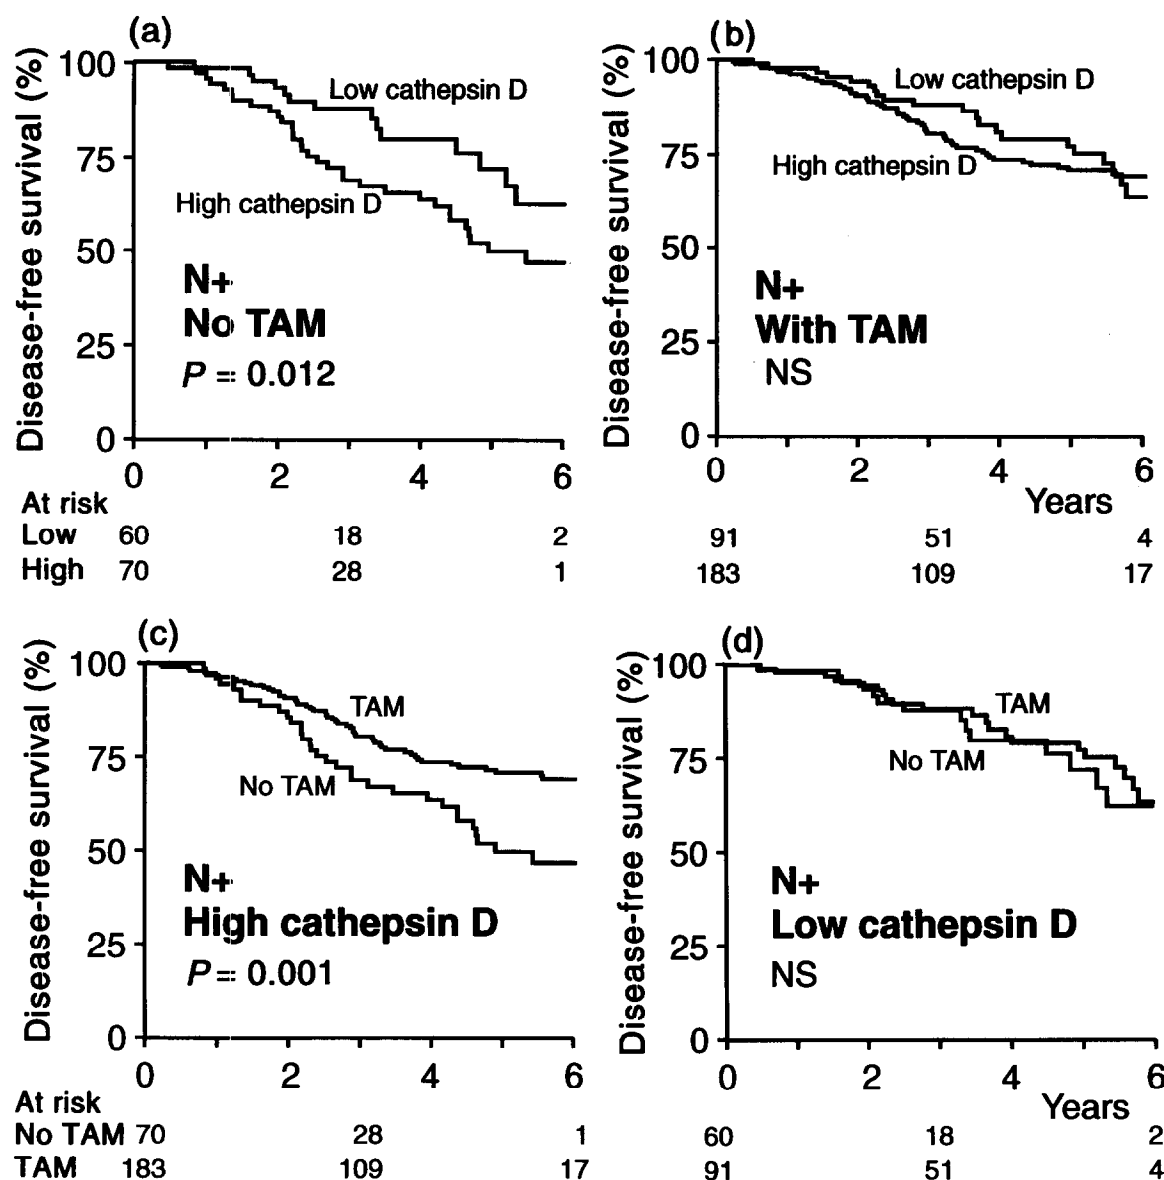 (a)
Disease-free survival (%)
100
75
50
25
0
Low cathepsin D
High cathepsin D
N+
No TAM
P = 0.012
0 2 4 6
At risk
Low 60 18 2
High 70 28 1
(b)
Disease-free survival (%)
100
75
50
25
0
Low cathepsin D
High cathepsin D
N+
With TAM
NS
0 2 4 6
Years
91 51 4
183 109 17
(c)
Disease-free survival (%)
100
75
50
25
0
TAM
No TAM
N+
High cathepsin D
P = 0.001
0 2 4 6
At risk
No TAM 70 28 1
TAM 183 109 17
(d)
Disease-free survival (%)
100
75
50
25
0
TAM
No TAM
N+
Low cathepsin D
NS
0 2 4 6
Years
60 18 2
91 51 4